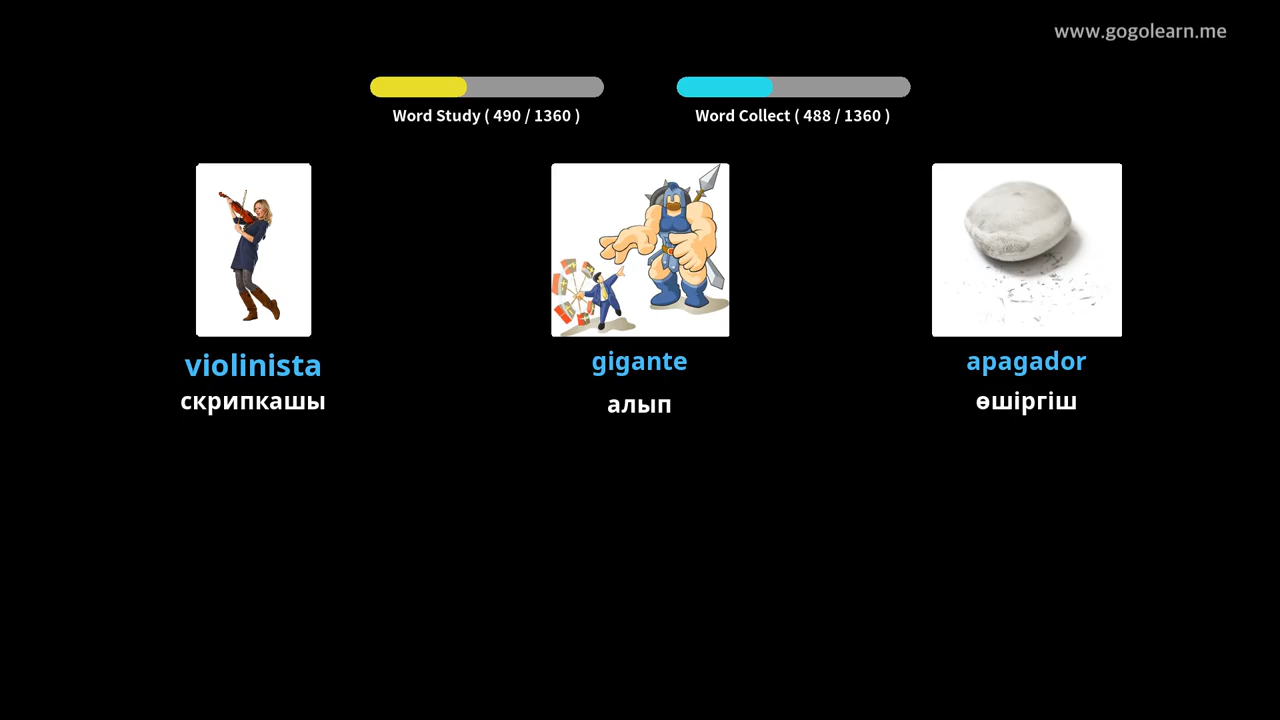 www.gogolearn.me
Word Study ( 490 / 1360 )
Word Collect ( 488 / 1360 )
violinista
скрипкашы
gigante
алып
apagador
өшіргіш